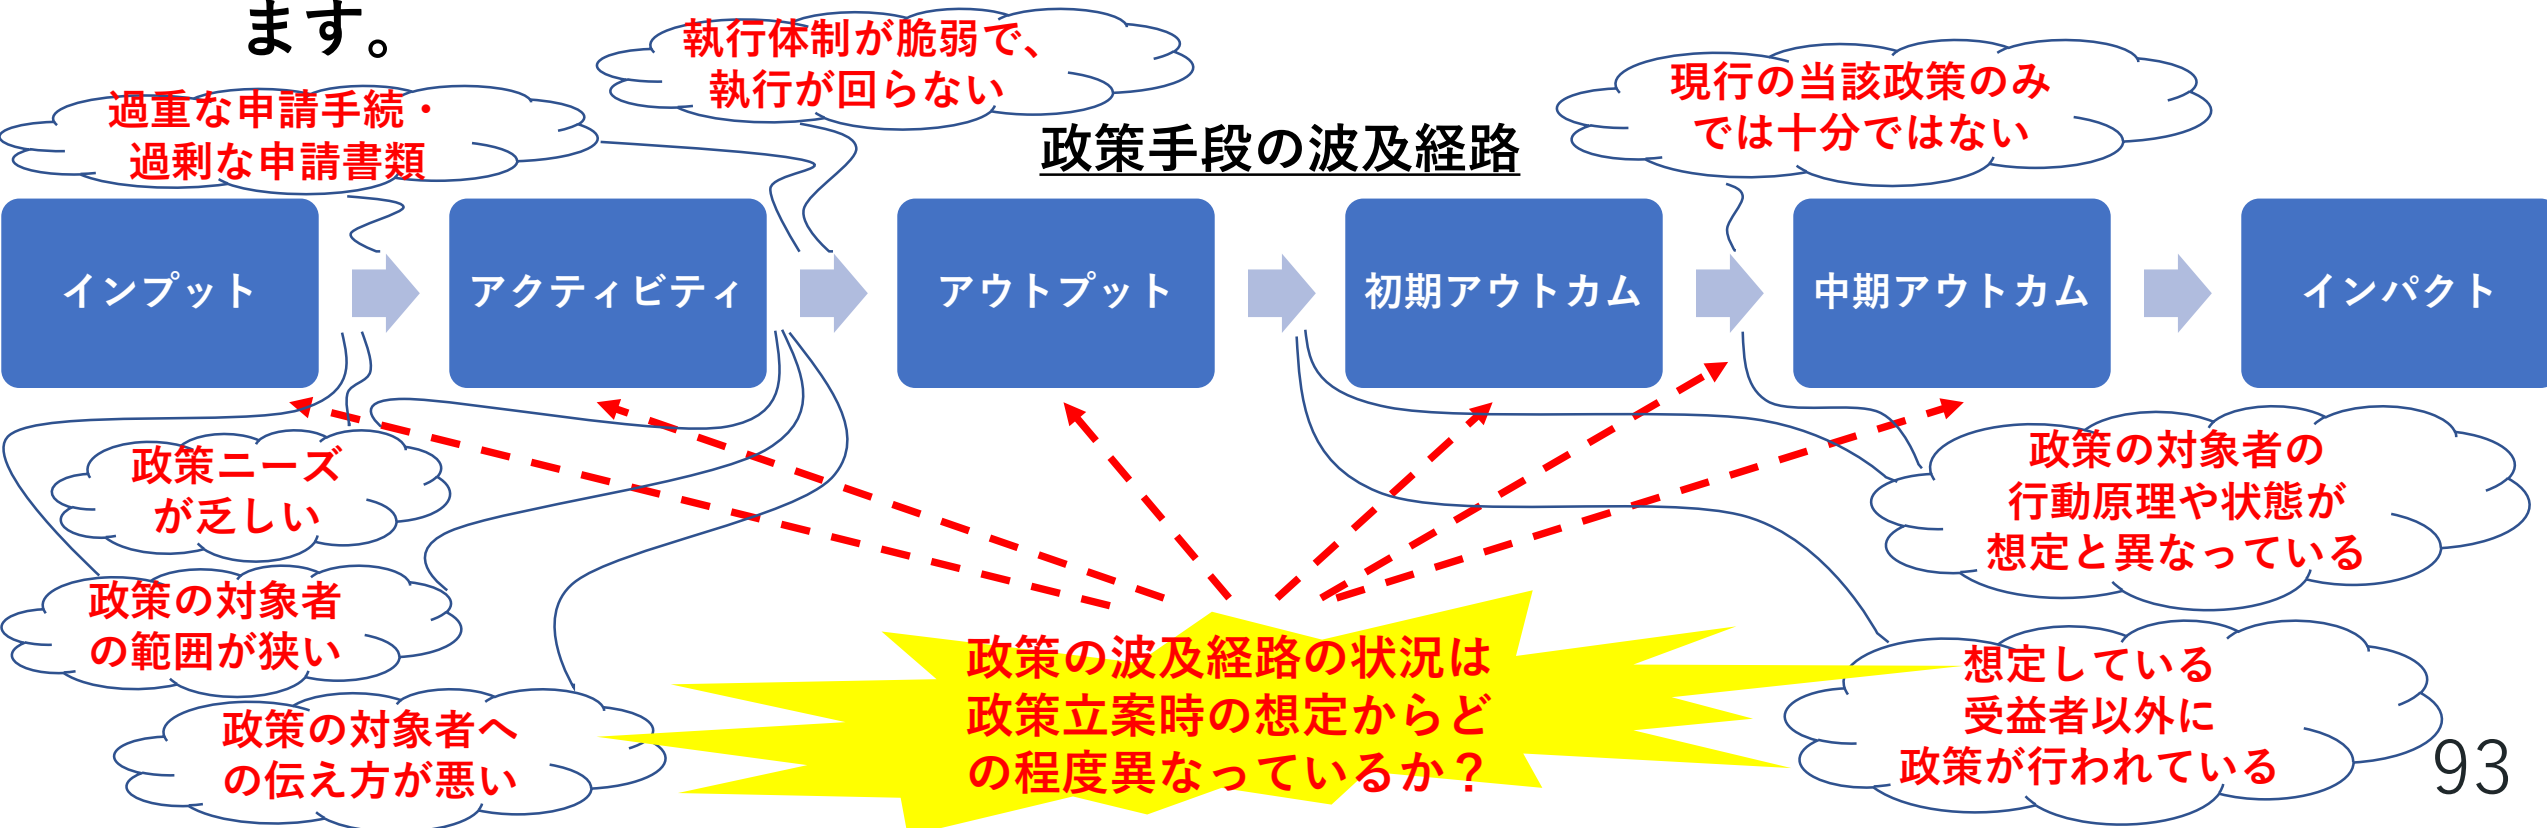 ます。
執行体制が脆弱で、
執行が回らない
過重な申請手続・
過剰な申請書類
現行の当該政策のみ
では十分ではない
政策手段の波及経路
インプット
アクティビティ
アウトプット
初期アウトカム
中期アウトカム
インパクト
政策ニーズ
が乏しい
政策の対象者
の範囲が狭い
政策の対象者へ
の伝え方が悪い
政策の波及経路の状況は
政策立案時の想定からど
の程度異なっているか？
政策の対象者の
行動原理や状態が
想定と異なっている
想定している
受益者以外に
政策が行われている
93